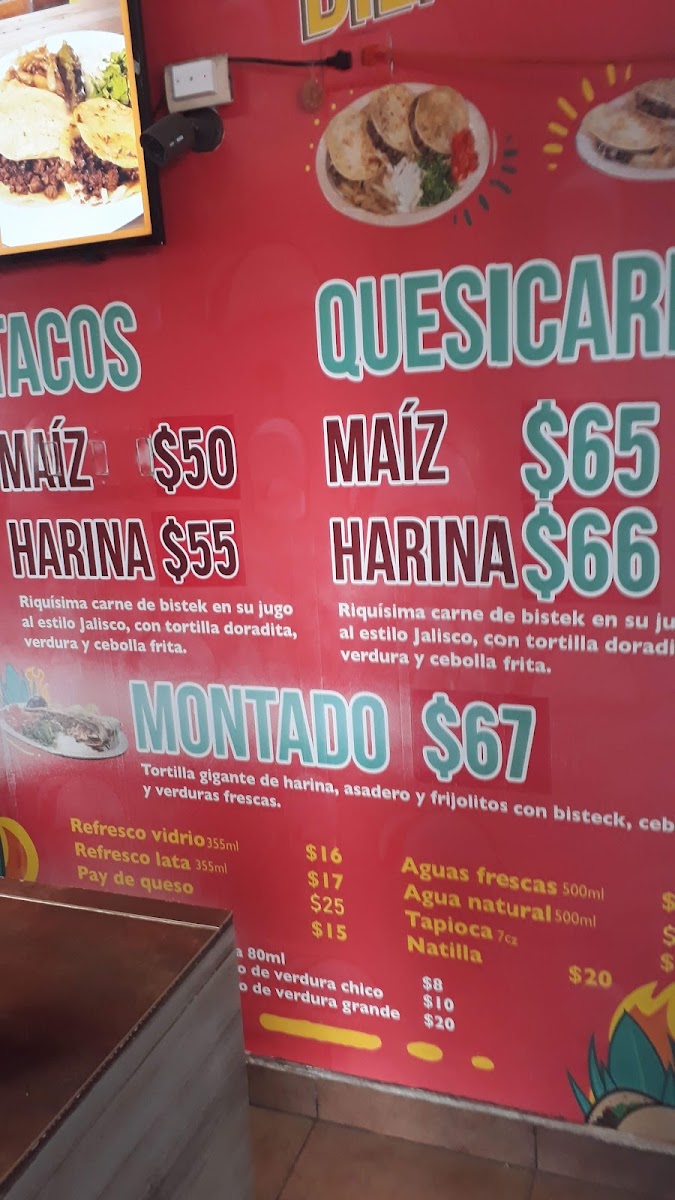 TACOS
MAÍZ $50
HARINA $55
Riquísima carne de bistek en su jugo
al estilo Jalisco, con tortilla doradita,
verdura y cebolla frita.
QUESICAR
MAÍZ $65
HARINA $66
Riquísima carne de bistek en su ju
al estilo Jalisco, con tortilla doradi
verdura y cebolla frita.
MONTADO $67
Tortilla gigante de harina, asadero y frijolitos con bisteck, ceb
y verduras frescas.
Refresco vidrio 355ml $16
Refresco lata 355ml $17
Pay de queso $25
$15
Aguas frescas 500ml $
Agua natural 500ml $
Tapioca 7oz $
Natilla $20
a 80ml $8
o de verdura chico $10
o de verdura grande $20